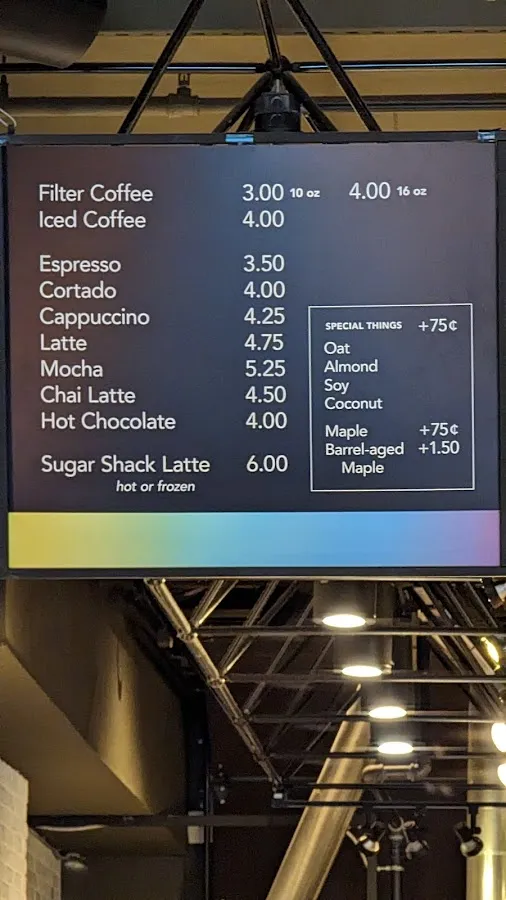 Filter Coffee 3.00 10 oz 4.00 16 oz
Iced Coffee 4.00
Espresso 3.50
Cortado 4.00
Cappuccino 4.25
Latte 4.75
Mocha 5.25
Chai Latte 4.50
Hot Chocolate 4.00
Sugar Shack Latte 6.00
hot or frozen
SPECIAL THINGS +75¢
Oat
Almond
Soy
Coconut
Maple +75¢
Barrel-aged +1.50
Maple